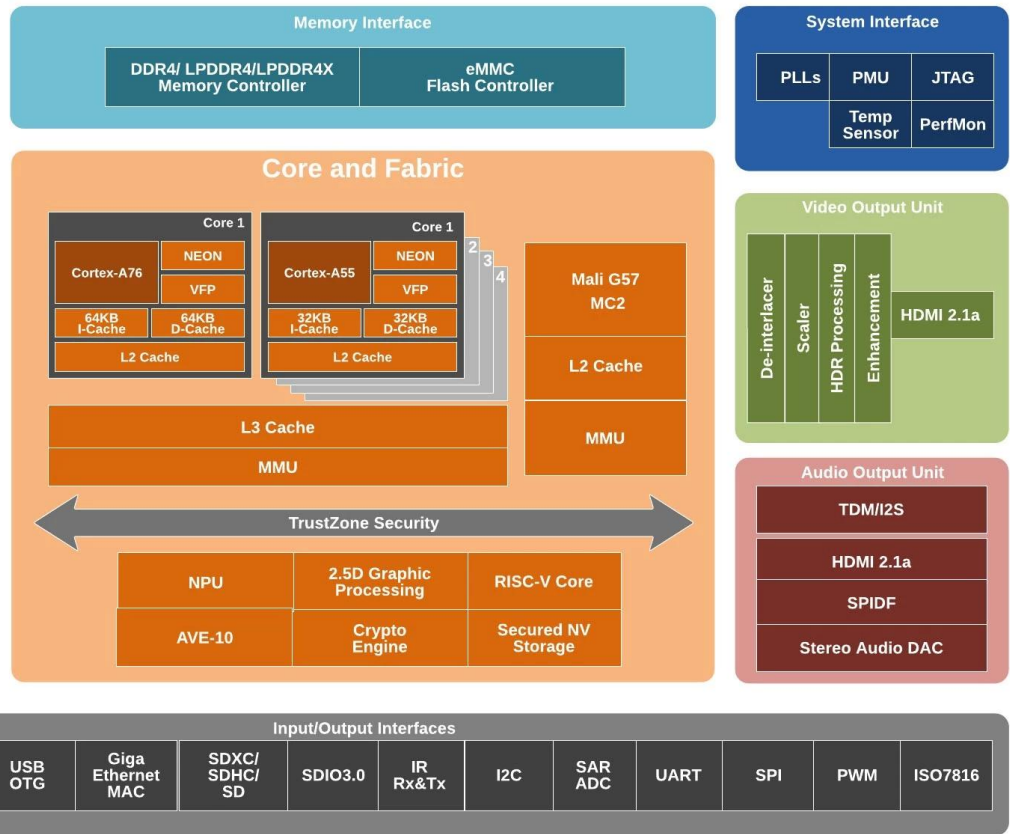 Memory Interface
DDR4/ LPDDR4/LPDDR4X
Memory Controller
eMMC
Flash Controller
System Interface
PLLs
PMU
JTAG
Temp
Sensor
PerfMon
Core and Fabric
Core 1
Cortex-A76
NEON
VFP
64KB
I-Cache
64KB
D-Cache
L2 Cache
Core 1
2
3
4
Cortex-A55
NEON
VFP
32KB
I-Cache
32KB
D-Cache
L2 Cache
Mali G57
MC2
L2 Cache
MMU
L3 Cache
MMU
TrustZone Security
NPU
2.5D Graphic
Processing
RISC-V Core
AVE-10
Crypto
Engine
Secured NV
Storage
Video Output Unit
De-interlacer
Scaler
HDR Processing
Enhancement
HDMI 2.1a
Audio Output Unit
TDM/I2S
HDMI 2.1a
SPIDF
Stereo Audio DAC
Input/Output Interfaces
USB
OTG
Giga
Ethernet
MAC
SDXC/
SDHC/
SD
SDIO3.0
IR
Rx&Tx
I2C
SAR
ADC
UART
SPI
PWM
ISO7816